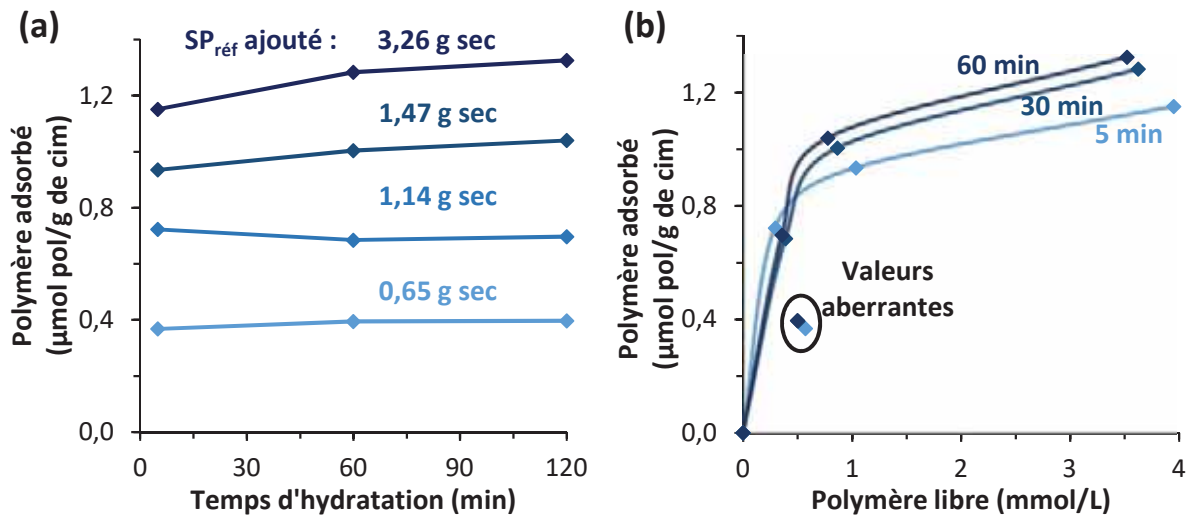 (a)
SPréf ajouté : 3,26 g sec
1,47 g sec
1,14 g sec
0,65 g sec
Polymère adsorbé
(µmol pol/g de cim)
1,2
0,8
0,4
0,0
0 30 60 90 120
Temps d'hydratation (min)
(b)
60 min
30 min
5 min
Valeurs
aberrantes
Polymère adsorbé
(µmol pol/g de cim)
1,2
0,8
0,4
0,0
0 1 2 3 4
Polymère libre (mmol/L)